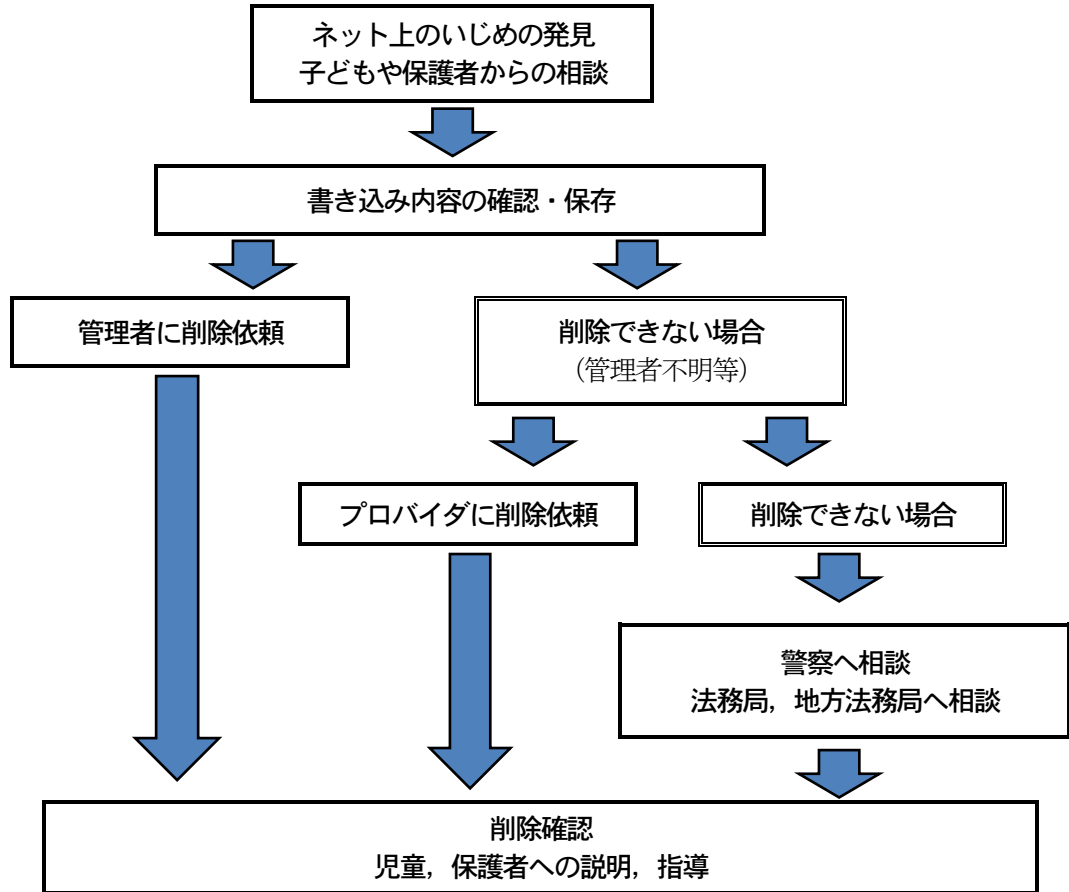 ネット上のいじめの発見
子どもや保護者からの相談
書き込み内容の確認・保存
管理者に削除依頼
削除できない場合
（管理者不明等）
プロバイダに削除依頼
削除できない場合
警察へ相談
法務局，地方法務局へ相談
削除確認
児童，保護者への説明，指導